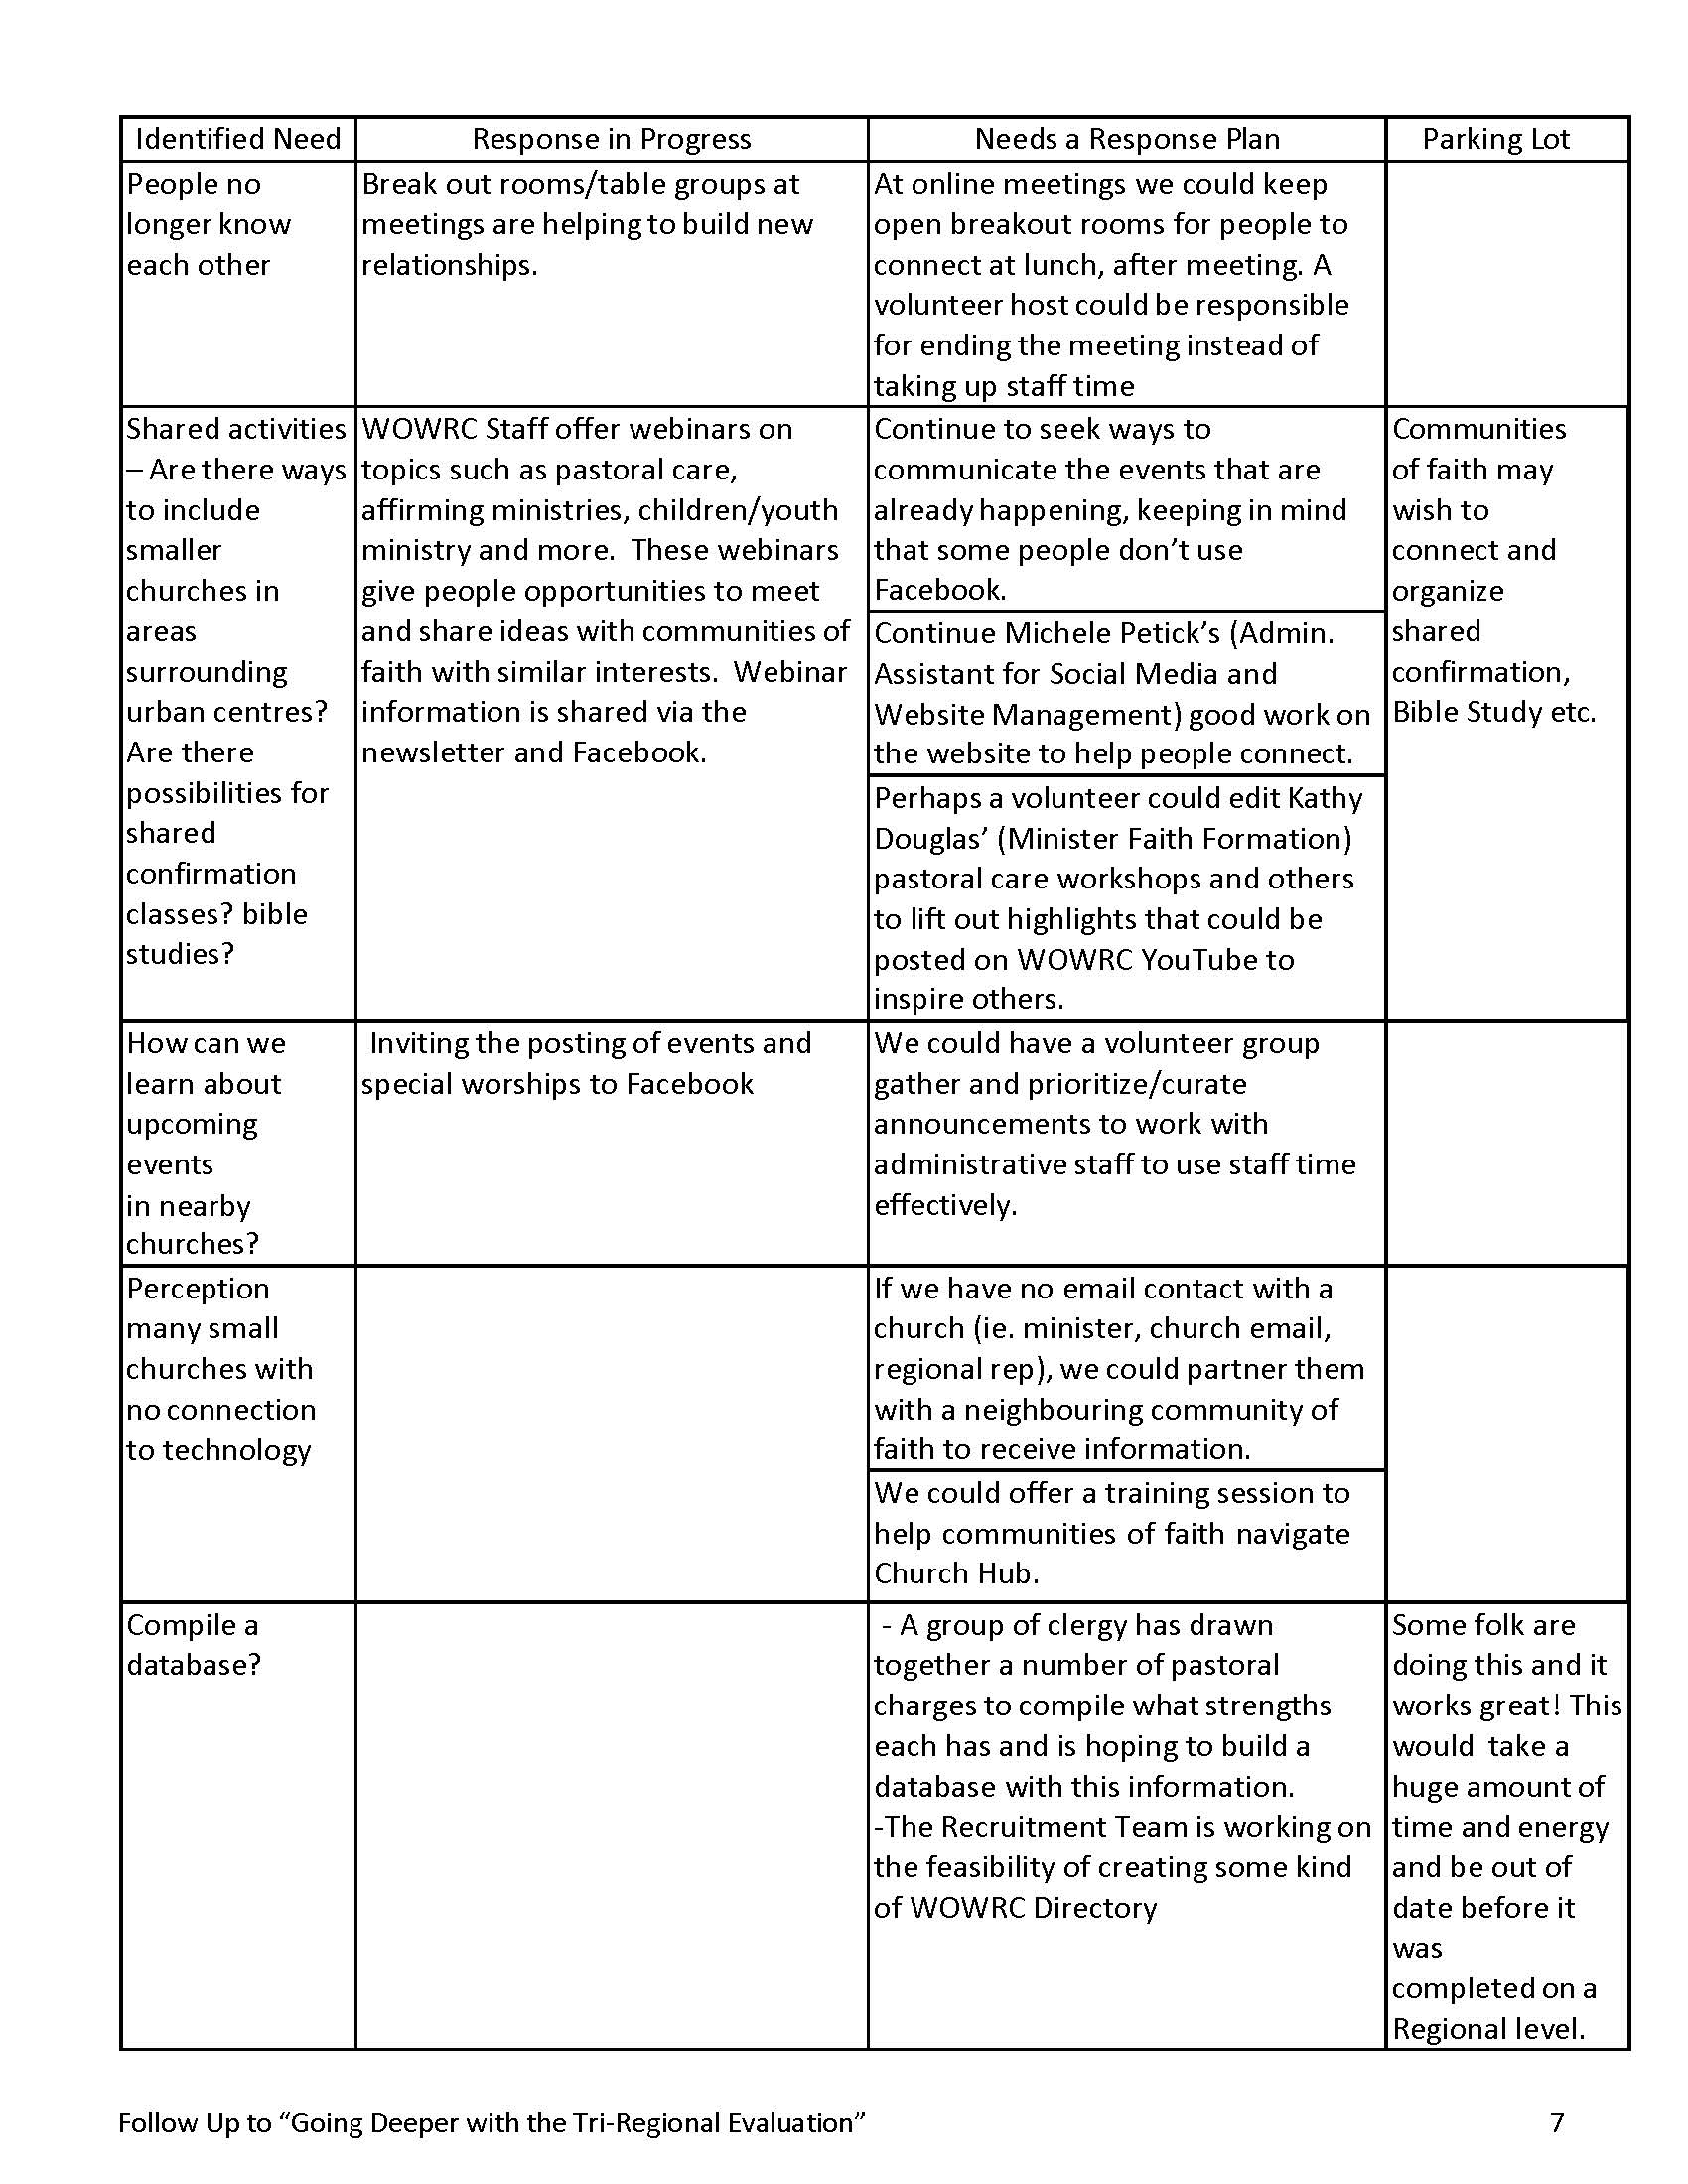 Identified Need
Response in Progress
Needs a Response Plan
Parking Lot
People no
longer know
each other
Break out rooms/table groups at
meetings are helping to build new
relationships.
At online meetings we could keep
open breakout rooms for people to
connect at lunch, after meeting. A
volunteer host could be responsible
for ending the meeting instead of
taking up staff time
Shared activities
– Are there ways
to include
smaller
churches in
areas
surrounding
urban centres?
Are there
possibilities for
shared
confirmation
classes? bible
studies?
WOWRC Staff offer webinars on
topics such as pastoral care,
affirming ministries, children/youth
ministry and more.  These webinars
give people opportunities to meet
and share ideas with communities of
faith with similar interests.  Webinar
information is shared via the
newsletter and Facebook.
Continue to seek ways to
communicate the events that are
already happening, keeping in mind
that some people don’t use
Facebook.
Continue Michele Petick’s (Admin.
Assistant for Social Media and
Website Management) good work on
the website to help people connect.
Perhaps a volunteer could edit Kathy
Douglas’ (Minister Faith Formation)
pastoral care workshops and others
to lift out highlights that could be
posted on WOWRC YouTube to
inspire others.
Communities
of faith may
wish to
connect and
organize
shared
confirmation,
Bible Study etc.
How can we
learn about
upcoming
events
in nearby
churches?
Inviting the posting of events and
special worships to Facebook
We could have a volunteer group
gather and prioritize/curate
announcements to work with
administrative staff to use staff time
effectively.
Perception
many small
churches with
no connection
to technology
If we have no email contact with a
church (ie. minister, church email,
regional rep), we could partner them
with a neighbouring community of
faith to receive information.
We could offer a training session to
help communities of faith navigate
Church Hub.
Compile a
database?
- A group of clergy has drawn
together a number of pastoral
charges to compile what strengths
each has and is hoping to build a
database with this information.
-The Recruitment Team is working on
the feasibility of creating some kind
of WOWRC Directory
Some folk are
doing this and it
works great! This
would  take a
huge amount of
time and energy
and be out of
date before it
was
completed on a
Regional level.
Follow Up to “Going Deeper with the Tri-Regional Evaluation”
7